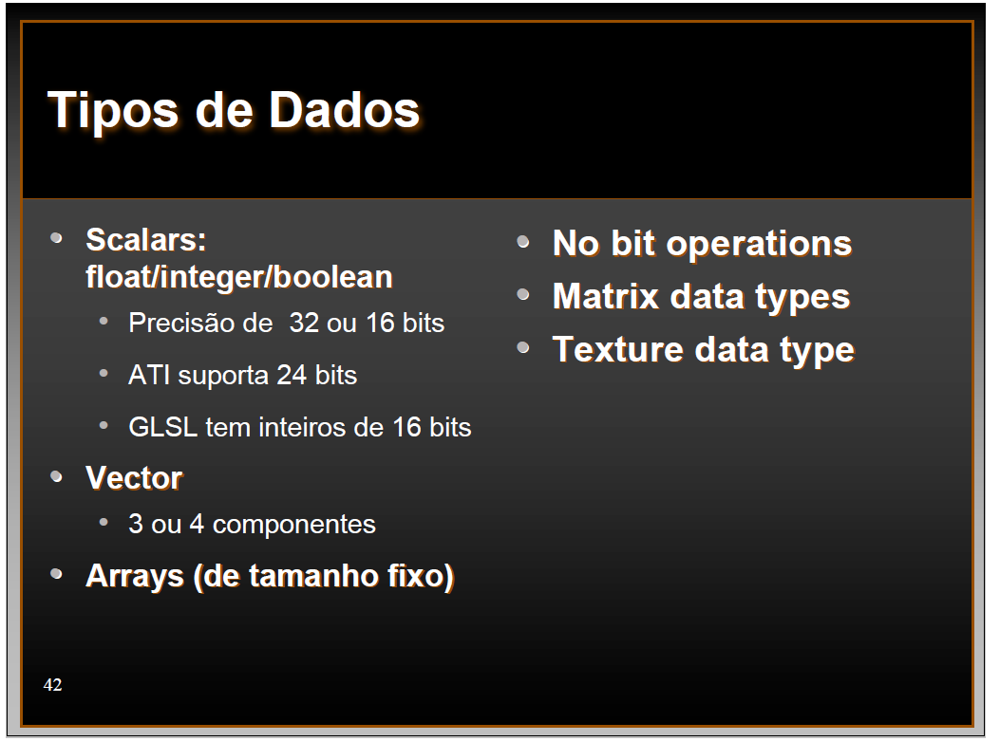 Tipos de Dados
• Scalars:
float/integer/boolean
• Precisão de  32 ou 16 bits
• ATI suporta 24 bits
• GLSL tem inteiros de 16 bits
• Vector
• 3 ou 4 componentes
• Arrays (de tamanho fixo)
• No bit operations
• Matrix data types
• Texture data type
42